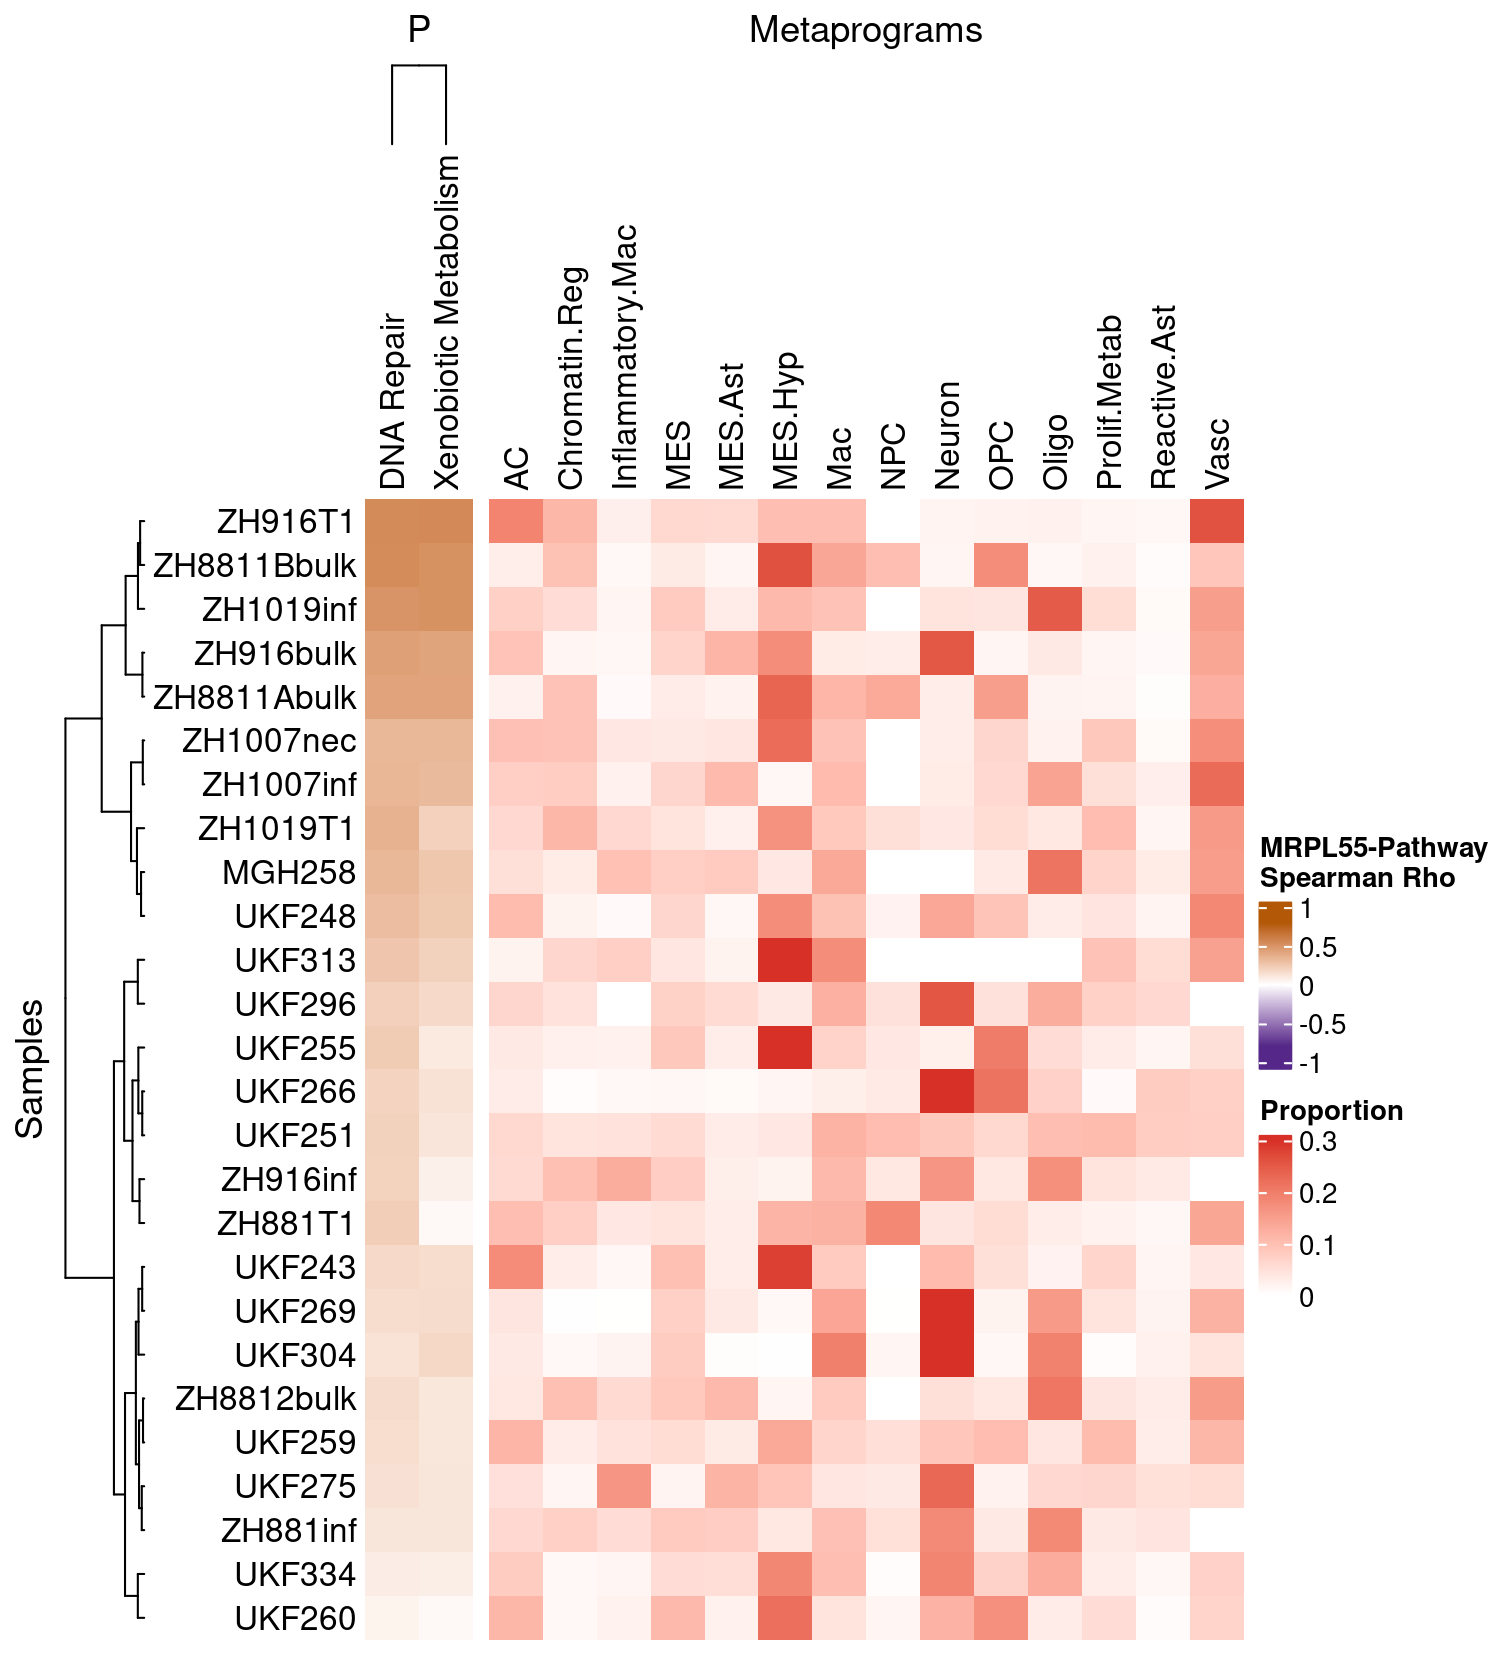 P
Metaprograms
DNA Repair
Xenobiotic Metabolism
AC
Chromatin.Reg
Inflammatory.Mac
MES
MES.Ast
MES.Hyp
Mac
NPC
Neuron
OPC
Oligo
Prolif.Metab
Reactive.Ast
Vasc
Samples
ZH916T1
ZH8811Bbulk
ZH1019inf
ZH916bulk
ZH8811Abulk
ZH1007nec
ZH1007inf
ZH1019T1
MGH258
UKF248
UKF313
UKF296
UKF255
UKF266
UKF251
ZH916inf
ZH881T1
UKF243
UKF269
UKF304
ZH8812bulk
UKF259
UKF275
ZH881inf
UKF334
UKF260
MRPL55-Pathway
Spearman Rho
1
0.5
0
-0.5
-1
Proportion
0.3
0.2
0.1
0